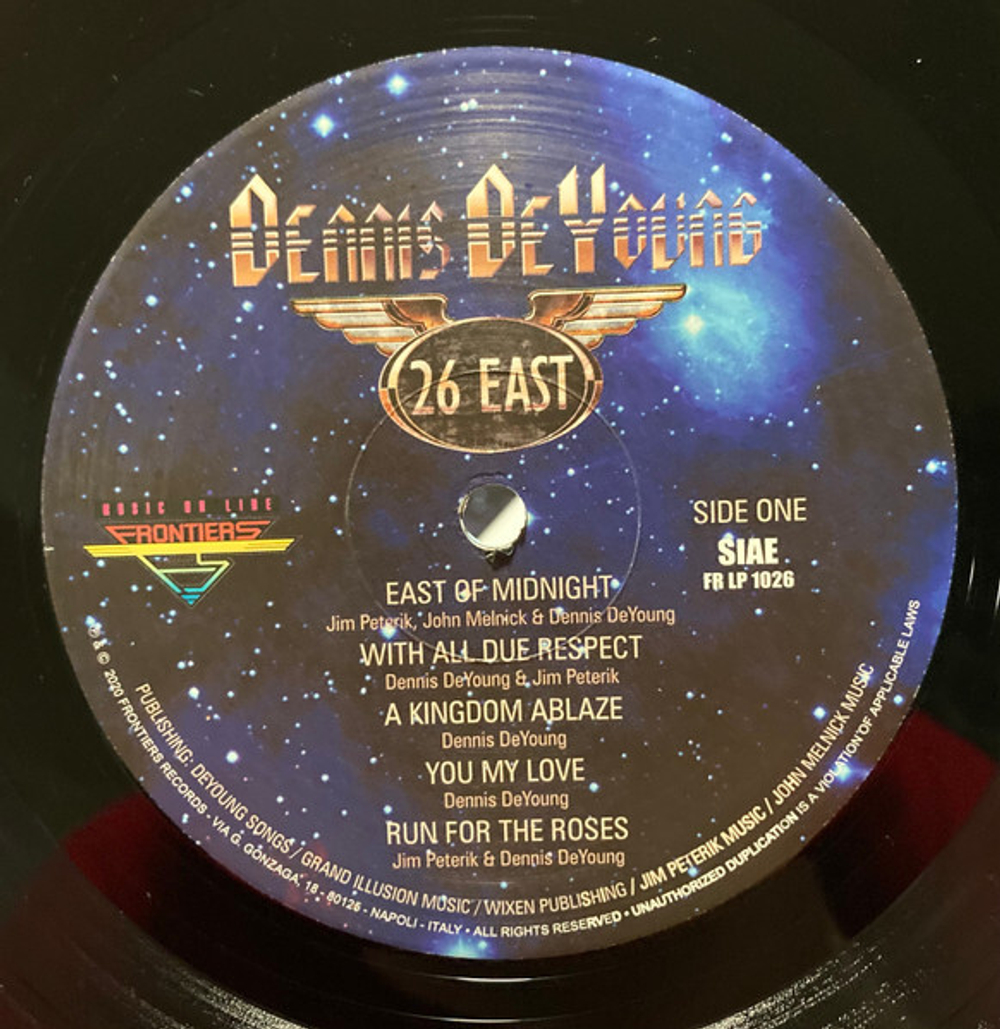 DENNIS DEYOUNG
26 EAST
MUSIC ON LINE
FRONTIERS
SIDE ONE
SIAE
FR LP 1026
EAST OF MIDNIGHT
Jim Peterik, John Melnick & Dennis DeYoung
WITH ALL DUE RESPECT
Dennis DeYoung & Jim Peterik
A KINGDOM ABLAZE
Dennis DeYoung
YOU MY LOVE
Dennis DeYoung
RUN FOR THE ROSES
Jim Peterik & Dennis DeYoung
PUBLISHING: DEYOUNG SONGS / GRAND ILLUSION MUSIC / WIXEN PUBLISHING / JIM PETERIK MUSIC / JOHN MELNICK MUSIC
℗ & © 2020 FRONTIERS RECORDS - VIA G. GONZAGA, 18 - 80125 - NAPOLI - ITALY • ALL RIGHTS RESERVED • UNAUTHORIZED DUPLICATION IS A VIOLATION OF APPLICABLE LAWS